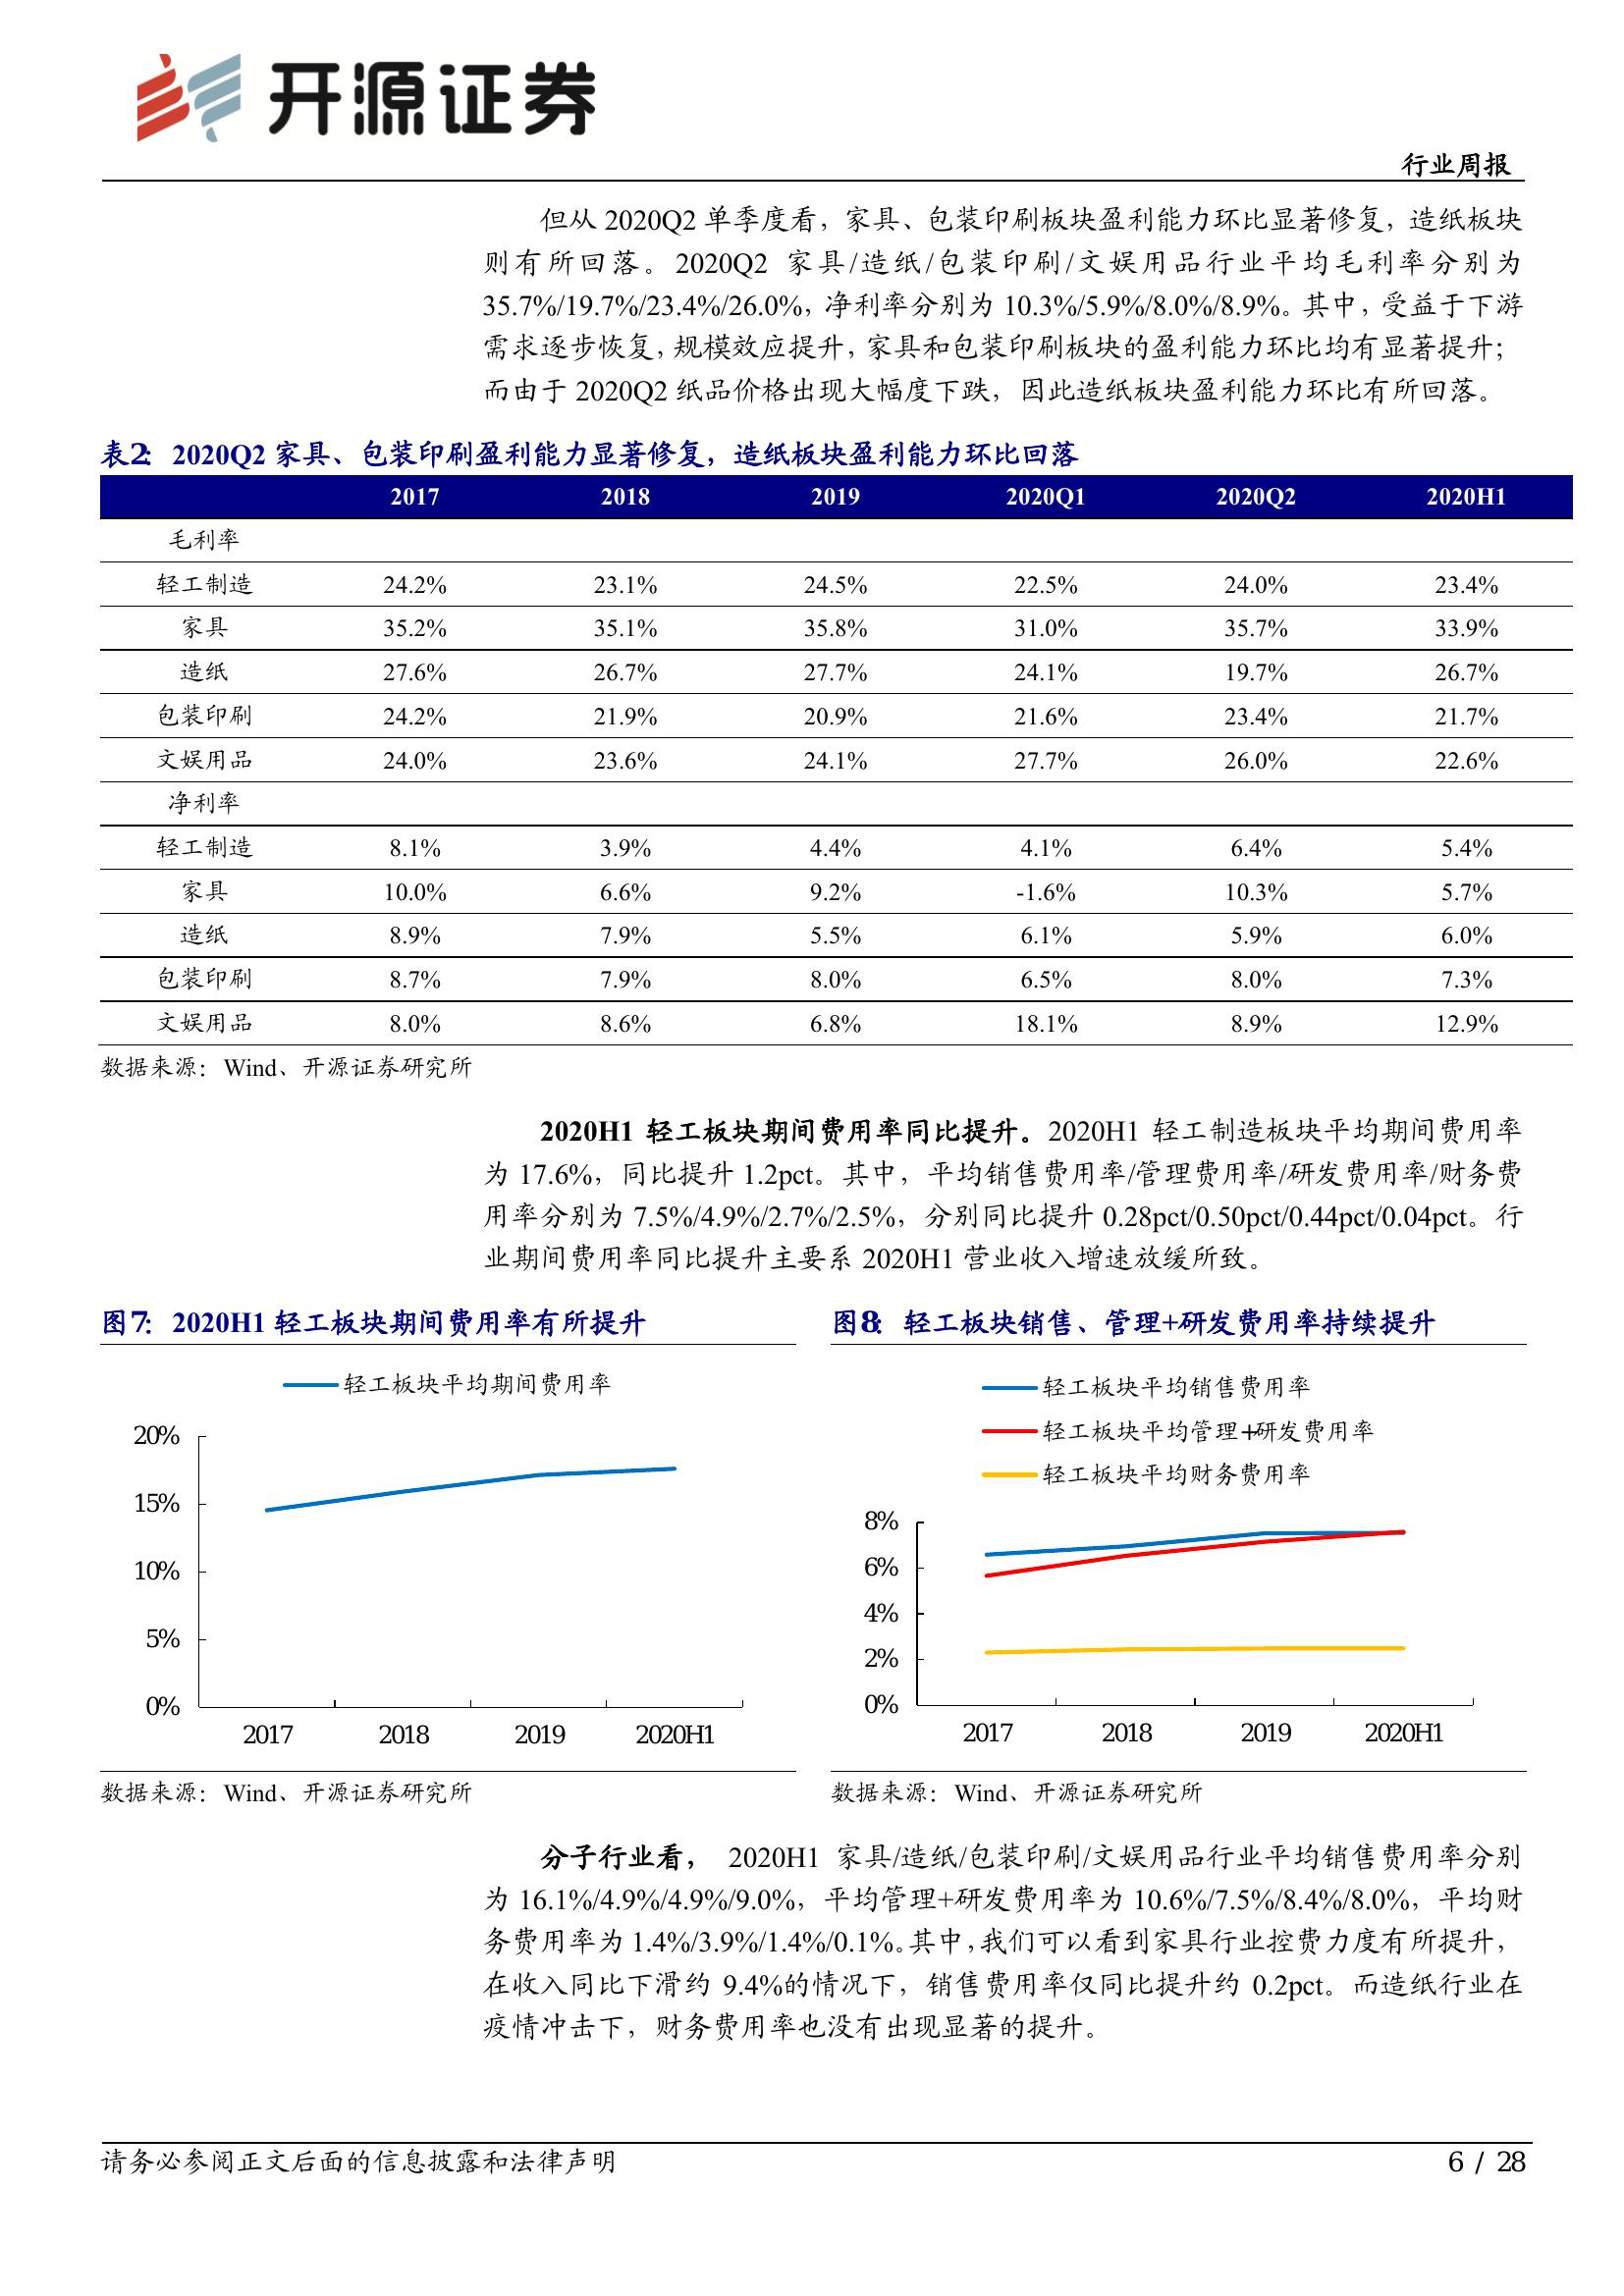 开源证券
行业周报
但从 2020Q2 单季度看，家具、包装印刷板块盈利能力环比显著修复，造纸板块
则有所回落。2020Q2 家具/造纸/包装印刷/文娱用品行业平均毛利率分别为
35.7%/19.7%/23.4%/26.0%，净利率分别为 10.3%/5.9%/8.0%/8.9%。其中，受益于下游
需求逐步恢复，规模效应提升，家具和包装印刷板块的盈利能力环比均有显著提升；
而由于 2020Q2 纸品价格出现大幅度下跌，因此造纸板块盈利能力环比有所回落。
表2： 2020Q2 家具、包装印刷盈利能力显著修复，造纸板块盈利能力环比回落
2017 2018 2019 2020Q1 2020Q2 2020H1
毛利率
轻工制造 24.2% 23.1% 24.5% 22.5% 24.0% 23.4%
家具 35.2% 35.1% 35.8% 31.0% 35.7% 33.9%
造纸 27.6% 26.7% 27.7% 24.1% 19.7% 26.7%
包装印刷 24.2% 21.9% 20.9% 21.6% 23.4% 21.7%
文娱用品 24.0% 23.6% 24.1% 27.7% 26.0% 22.6%
净利率
轻工制造 8.1% 3.9% 4.4% 4.1% 6.4% 5.4%
家具 10.0% 6.6% 9.2% -1.6% 10.3% 5.7%
造纸 8.9% 7.9% 5.5% 6.1% 5.9% 6.0%
包装印刷 8.7% 7.9% 8.0% 6.5% 8.0% 7.3%
文娱用品 8.0% 8.6% 6.8% 18.1% 8.9% 12.9%
数据来源：Wind、开源证券研究所
2020H1 轻工板块期间费用率同比提升。2020H1 轻工制造板块平均期间费用率
为 17.6%，同比提升 1.2pct。其中，平均销售费用率/管理费用率/研发费用率/财务费
用率分别为 7.5%/4.9%/2.7%/2.5%，分别同比提升 0.28pct/0.50pct/0.44pct/0.04pct。行
业期间费用率同比提升主要系 2020H1 营业收入增速放缓所致。
图7： 2020H1 轻工板块期间费用率有所提升
轻工板块平均期间费用率
20%
15%
10%
5%
0%
2017 2018 2019 2020H1
数据来源：Wind、开源证券研究所
图8： 轻工板块销售、管理+研发费用率持续提升
轻工板块平均销售费用率
轻工板块平均管理+研发费用率
轻工板块平均财务费用率
8%
6%
4%
2%
0%
2017 2018 2019 2020H1
数据来源：Wind、开源证券研究所
分子行业看， 2020H1 家具/造纸/包装印刷/文娱用品行业平均销售费用率分别
为 16.1%/4.9%/4.9%/9.0%，平均管理+研发费用率为 10.6%/7.5%/8.4%/8.0%，平均财
务费用率为 1.4%/3.9%/1.4%/0.1%。其中，我们可以看到家具行业控费力度有所提升，
在收入同比下滑约 9.4%的情况下，销售费用率仅同比提升约 0.2pct。而造纸行业在
疫情冲击下，财务费用率也没有出现显著的提升。
请务必参阅正文后面的信息披露和法律声明
6 / 28